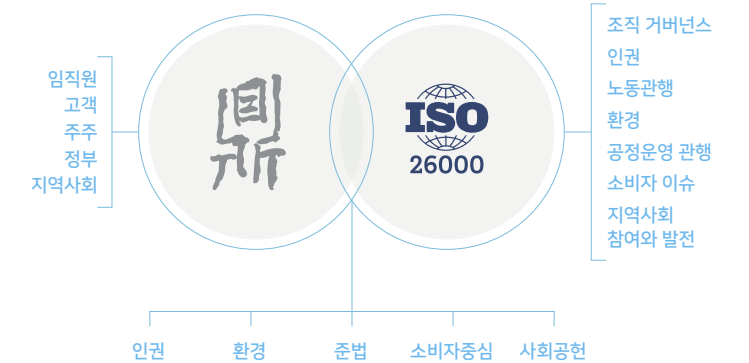 임직원
고객
주주
정부
지역사회
鼎
ISO
26000
조직 거버넌스
인권
노동관행
환경
공정운영 관행
소비자 이슈
지역사회
참여와 발전
인권 환경 준법 소비자중심 사회공헌